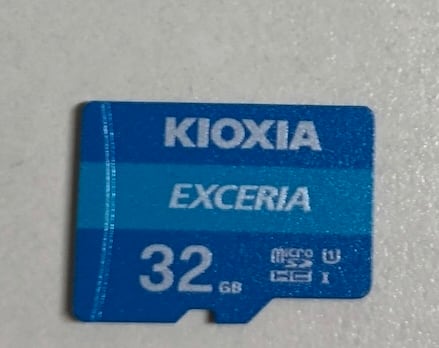 KIOXIA
EXCERIA
32 GB
micro SD HC I U1